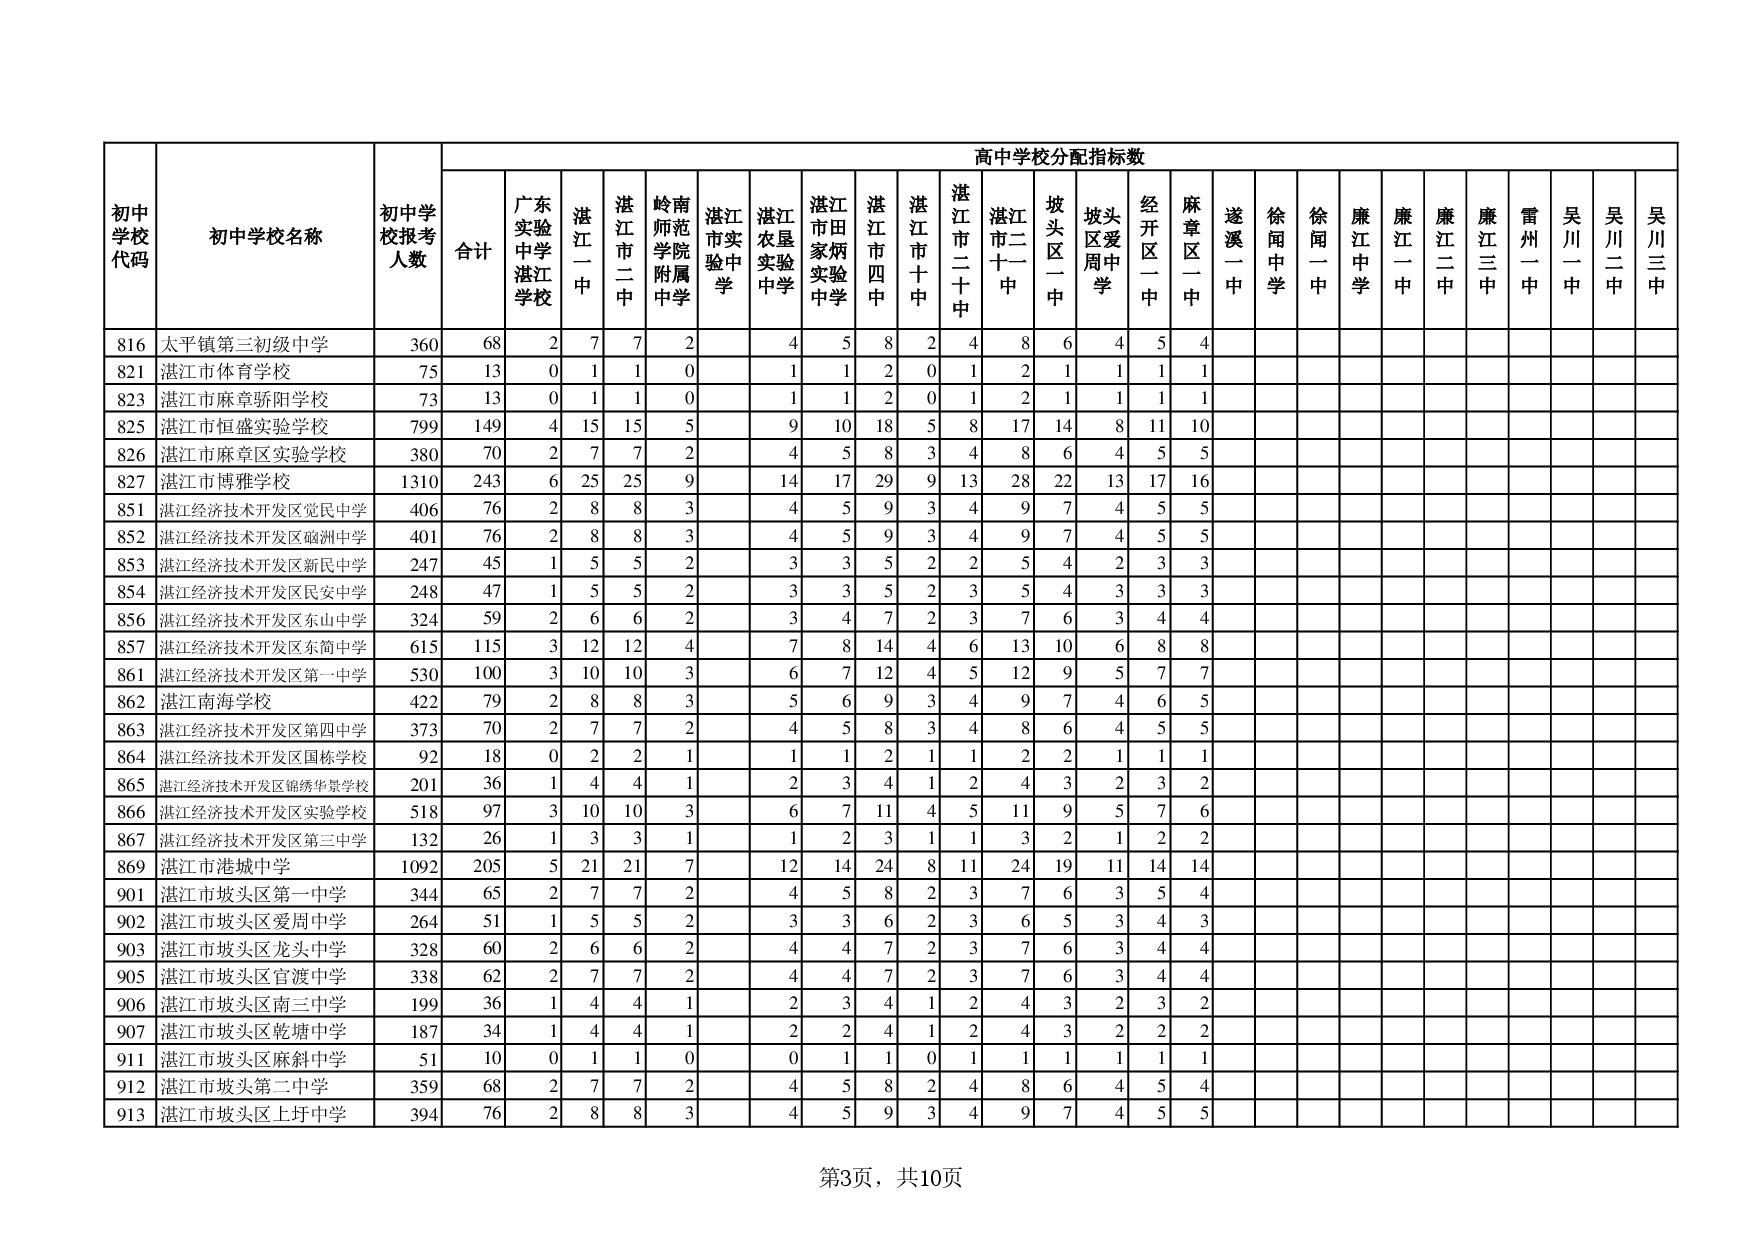 高中学校分配指标数
初中学校代码 初中学校名称 初中学校报考人数 合计 广东实验中学湛江学校 湛江一中 湛江市二中 岭南师范学院附属中学 湛江市实验中学 湛江农垦实验中学 湛江市田家炳实验中学 湛江市四中 湛江市十中 湛江市二十中 湛江市二十一中 坡头区一中 坡头区爱周中学 经开区一中 麻章区一中 遂溪一中 徐闻中学 徐闻一中 廉江中学 廉江一中 廉江二中 廉江三中 雷州一中 吴川一中 吴川二中 吴川三中
816 太平镇第三初级中学 360 68 2 7 7 2 4 5 8 2 4 8 6 4 5 4
821 湛江市体育学校 75 13 0 1 1 0 1 1 2 0 1 2 1 1 1 1
823 湛江市麻章骄阳学校 73 13 0 1 1 0 1 1 2 0 1 2 1 1 1 1
825 湛江市恒盛实验学校 799 149 4 15 15 5 9 10 18 5 8 17 14 8 11 10
826 湛江市麻章区实验学校 380 70 2 7 7 2 4 5 8 3 4 8 6 4 5 5
827 湛江市博雅学校 1310 243 6 25 25 9 14 17 29 9 13 28 22 13 17 16
851 湛江经济技术开发区觉民中学 406 76 2 8 8 3 4 5 9 3 4 9 7 4 5 5
852 湛江经济技术开发区硇洲中学 401 76 2 8 8 3 4 5 9 3 4 9 7 4 5 5
853 湛江经济技术开发区新民中学 247 45 1 5 5 2 3 3 5 2 2 5 4 2 3 3
854 湛江经济技术开发区民安中学 248 47 1 5 5 2 3 3 5 2 3 5 4 3 3 3
856 湛江经济技术开发区东山中学 324 59 2 6 6 2 3 4 7 2 3 7 6 3 4 4
857 湛江经济技术开发区东简中学 615 115 3 12 12 4 7 8 14 4 6 13 10 6 8 8
861 湛江经济技术开发区第一中学 530 100 3 10 10 3 6 7 12 4 5 12 9 5 7 7
862 湛江南海学校 422 79 2 8 8 3 5 6 9 3 4 9 7 4 6 5
863 湛江经济技术开发区第四中学 373 70 2 7 7 2 4 5 8 3 4 8 6 4 5 5
864 湛江经济技术开发区国栋学校 92 18 0 2 2 1 1 1 2 1 1 2 2 1 1 1
865 湛江经济技术开发区锦绣华景学校 201 36 1 4 4 1 2 3 4 1 2 4 3 2 3 2
866 湛江经济技术开发区实验学校 518 97 3 10 10 3 6 7 11 4 5 11 9 5 7 6
867 湛江经济技术开发区第三中学 132 26 1 3 3 1 1 2 3 1 1 3 2 1 2 2
869 湛江市港城中学 1092 205 5 21 21 7 12 14 24 8 11 24 19 11 14 14
901 湛江市坡头区第一中学 344 65 2 7 7 2 4 5 8 2 3 7 6 3 5 4
902 湛江市坡头区爱周中学 264 51 1 5 5 2 3 3 6 2 3 6 5 3 4 3
903 湛江市坡头区龙头中学 328 60 2 6 6 2 4 4 7 2 3 7 6 3 4 4
905 湛江市坡头区官渡中学 338 62 2 7 7 2 4 4 7 2 3 7 6 3 4 4
906 湛江市坡头区南三中学 199 36 1 4 4 1 2 3 4 1 2 4 3 2 3 2
907 湛江市坡头区乾塘中学 187 34 1 4 4 1 2 2 4 1 2 4 3 2 2 2
911 湛江市坡头区麻斜中学 51 10 0 1 1 0 0 1 1 0 1 1 1 1 1 1
912 湛江市坡头第二中学 359 68 2 7 7 2 4 5 8 2 4 8 6 4 5 4
913 湛江市坡头区上圩中学 394 76 2 8 8 3 4 5 9 3 4 9 7 4 5 5
第3页，共10页